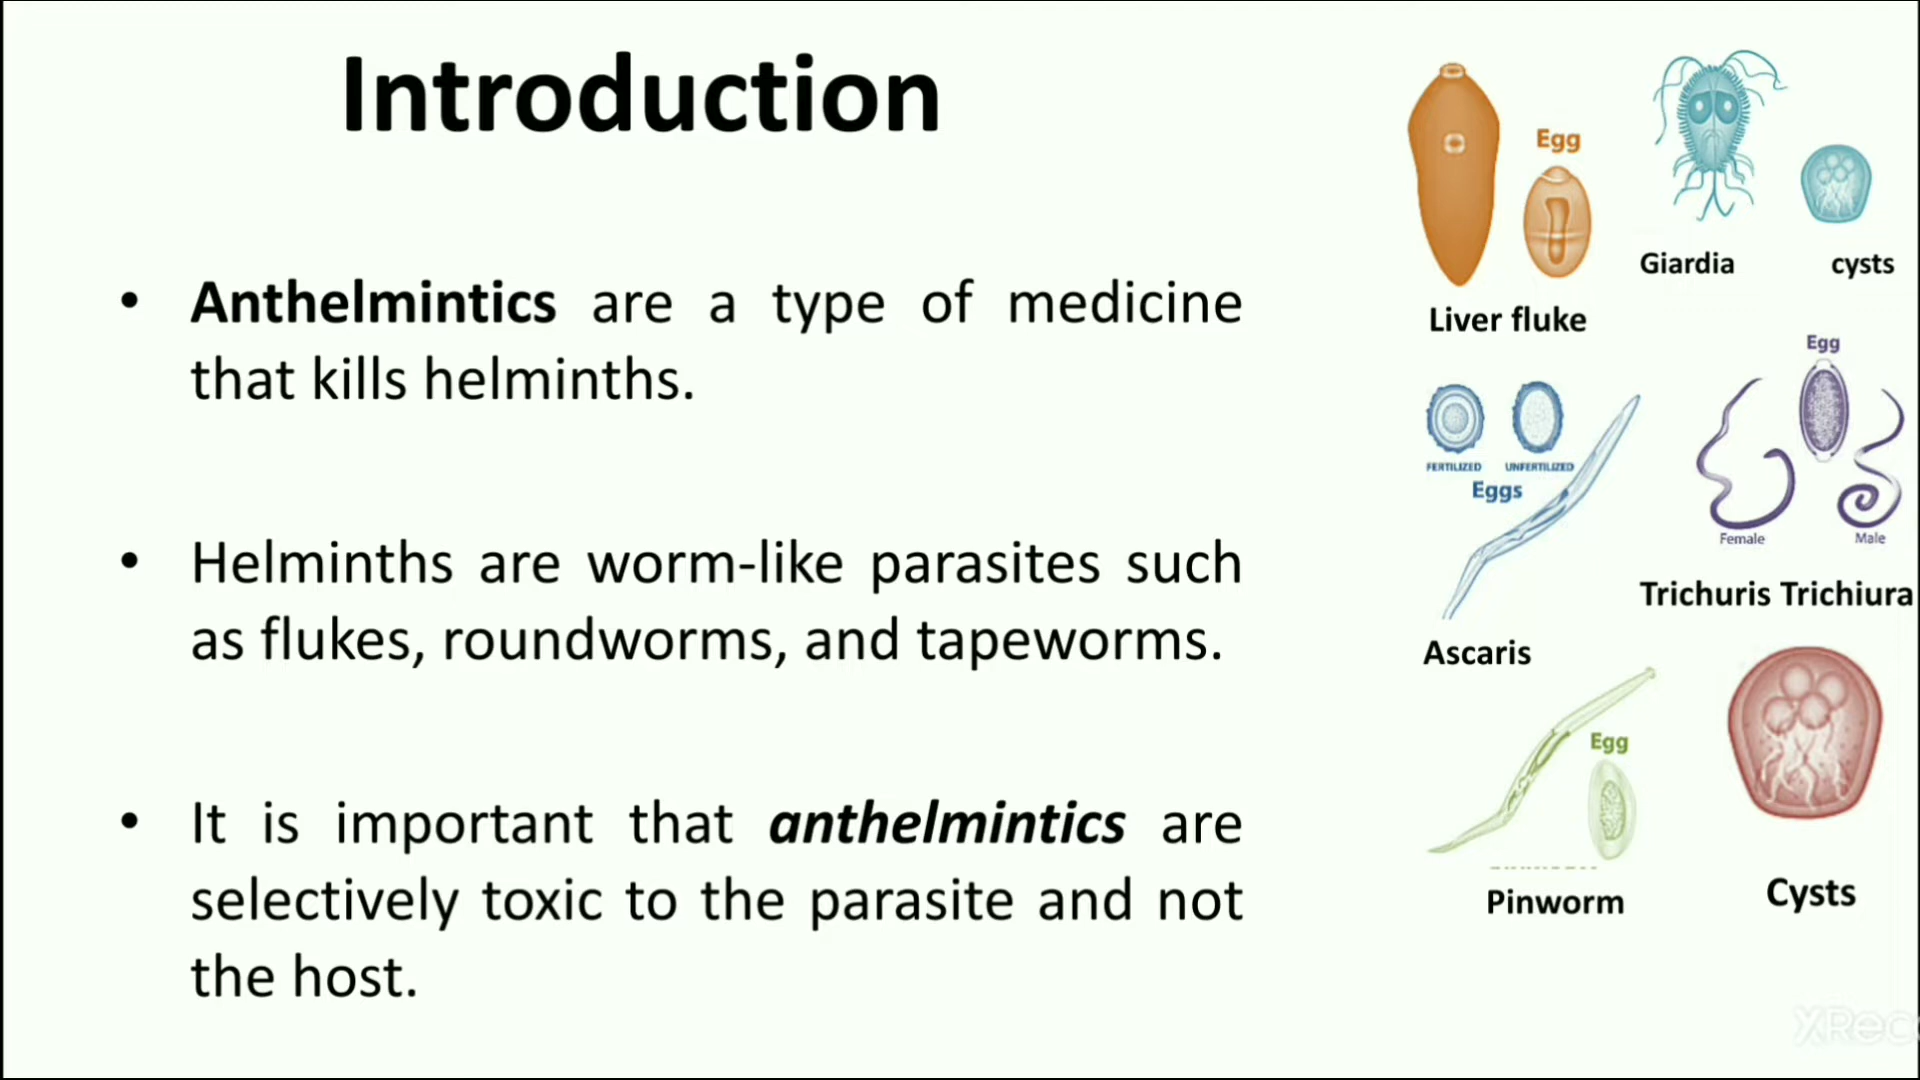 Introduction
• Anthelmintics are a type of medicine
that kills helminths.
• Helminths are worm-like parasites such
as flukes, roundworms, and tapeworms.
• It is important that anthelmintics are
selectively toxic to the parasite and not
the host.
Egg
Liver fluke
Giardia
cysts
FERTILIZED
UNFERTILIZED
Eggs
Ascaris
Egg
Female
Male
Trichuris Trichiura
Egg
Pinworm
Cysts